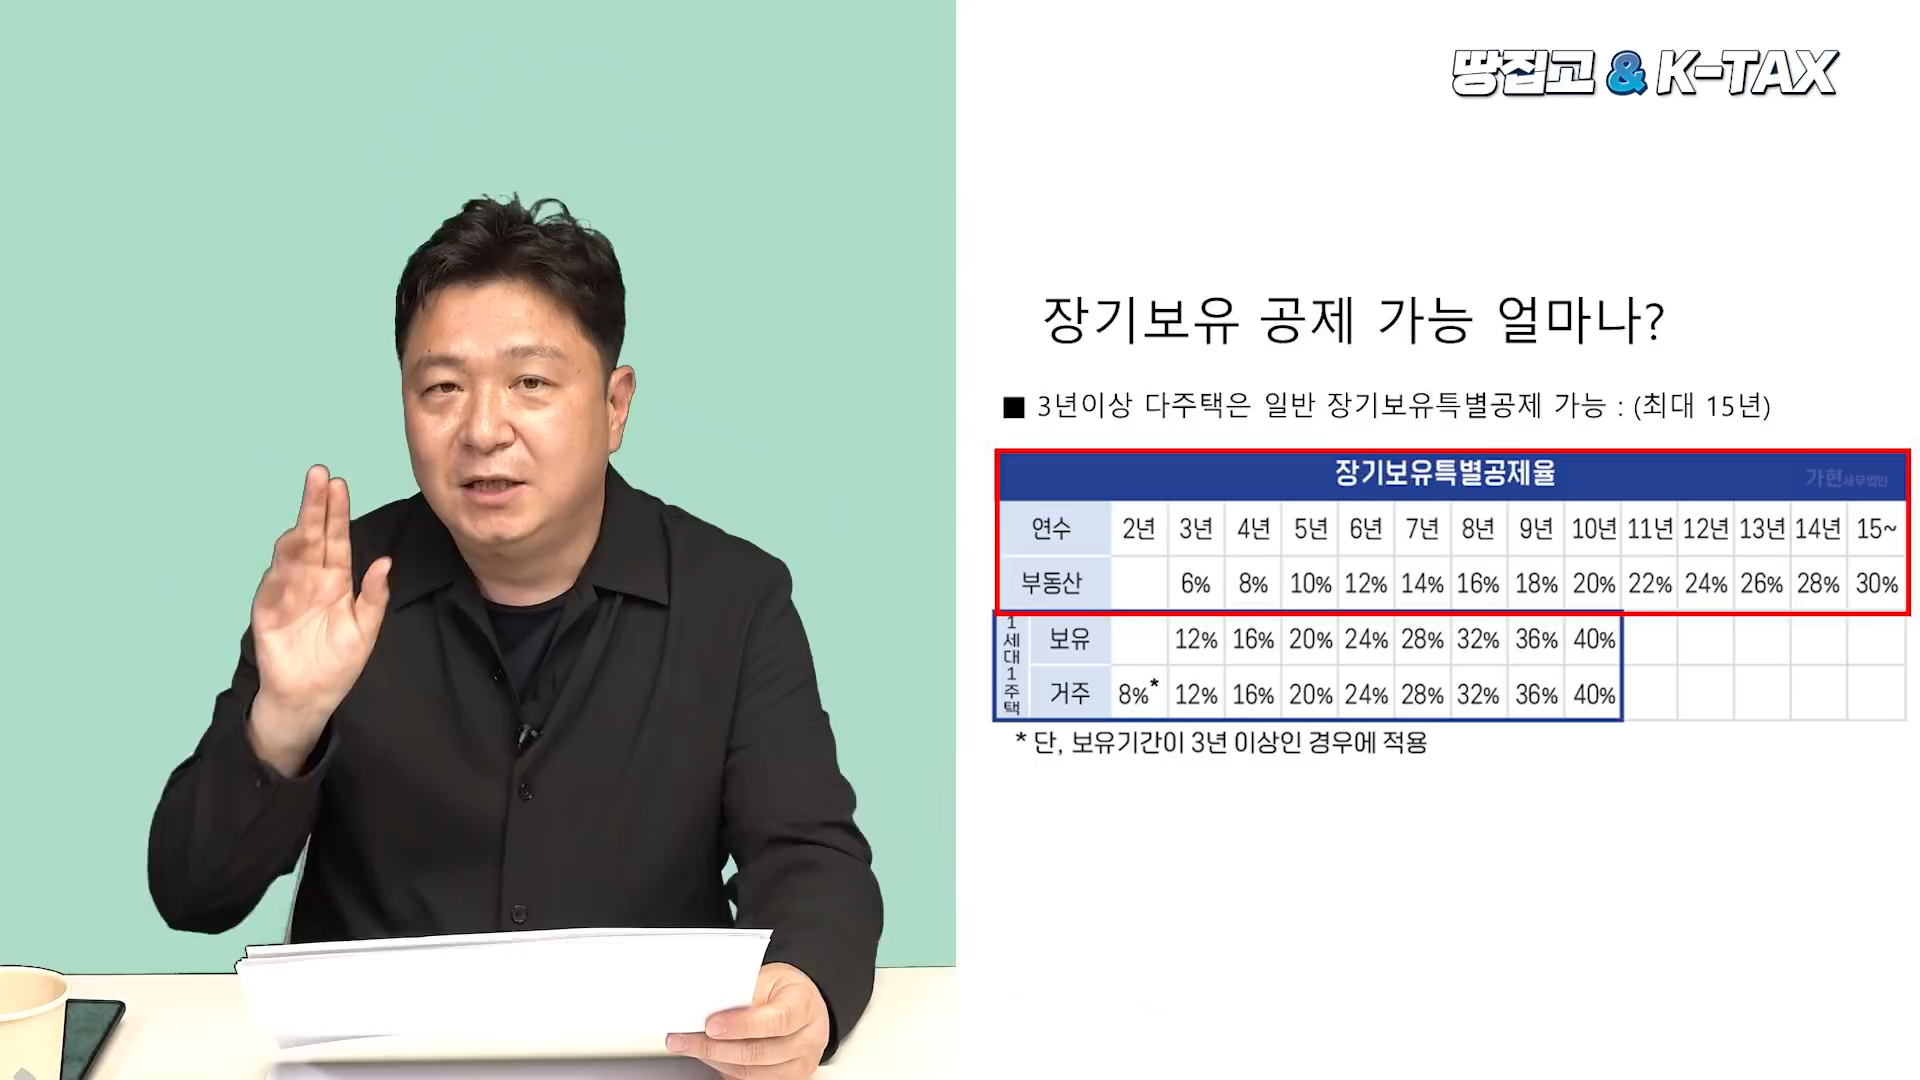 땅집고 & K-TAX
장기보유 공제 가능 얼마나?
■ 3년이상 다주택은 일반 장기보유특별공제 가능 : (최대 15년)
장기보유특별공제율
가현세무법인
연수 2년 3년 4년 5년 6년 7년 8년 9년 10년 11년 12년 13년 14년 15~
부동산 6% 8% 10% 12% 14% 16% 18% 20% 22% 24% 26% 28% 30%
1세대1주택
보유 12% 16% 20% 24% 28% 32% 36% 40%
거주 8%* 12% 16% 20% 24% 28% 32% 36% 40%
* 단, 보유기간이 3년 이상인 경우에 적용